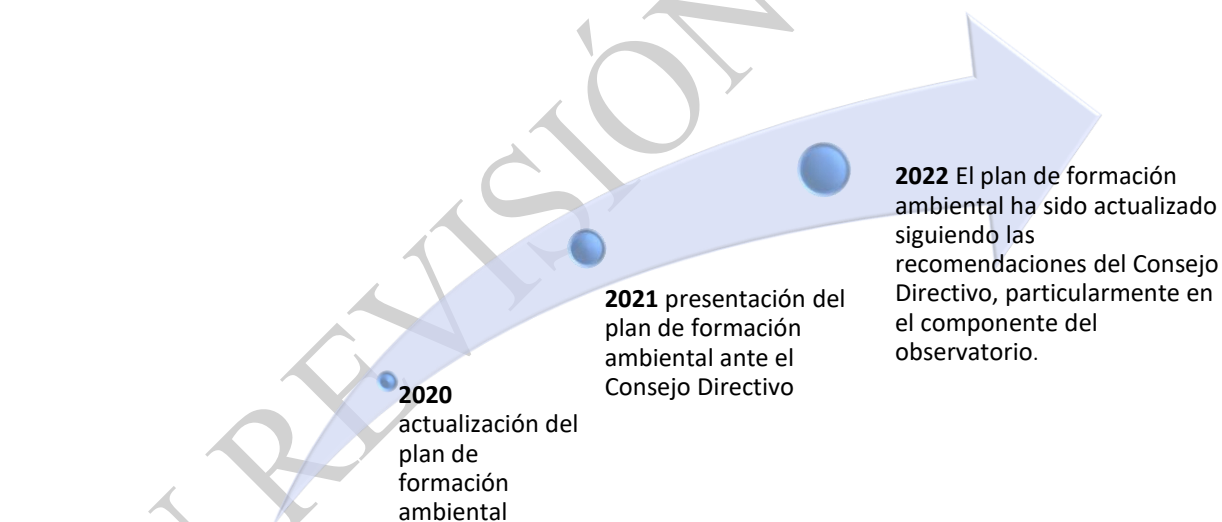 2020
actualización del
plan de
formación
ambiental
2021 presentación del
plan de formación
ambiental ante el
Consejo Directivo
2022 El plan de formación
ambiental ha sido actualizado
siguiendo las
recomendaciones del Consejo
Directivo, particularmente en
el componente del
observatorio.
REVISIÓN